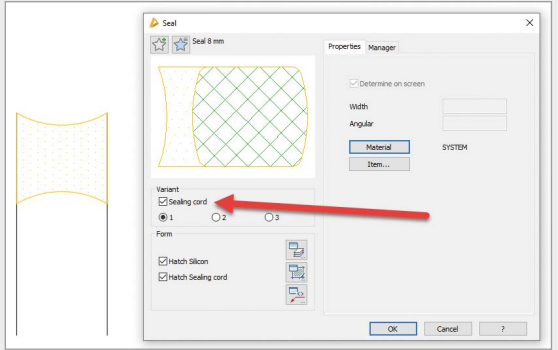 Seal
Seal 8 mm
Properties
Manager
Determine on screen
Width
Angular
Material
SYSTEM
Item...
Variant
Sealing cord
1
2
3
Form
Hatch Silicon
Hatch Sealing cord
OK
Cancel
?